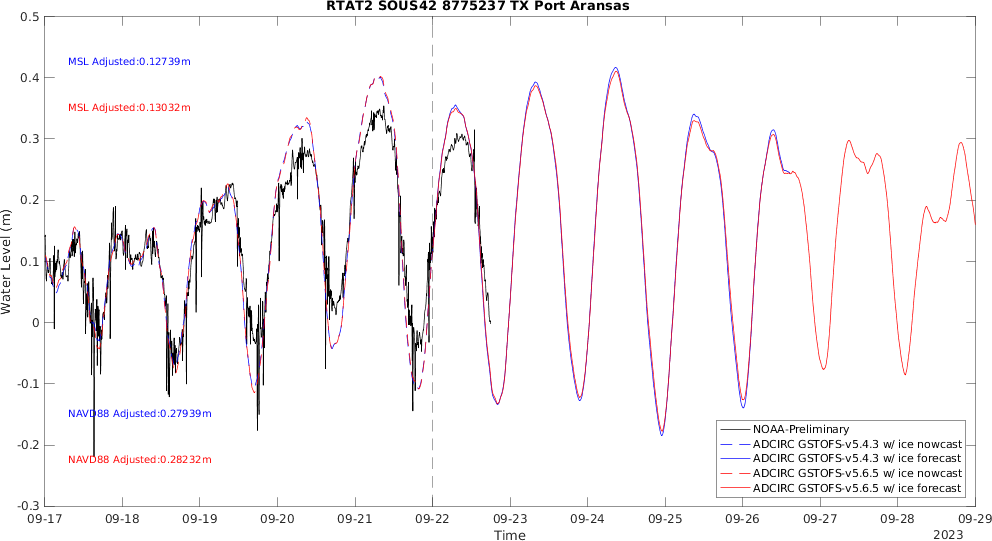 RTAT2 SOUS42 8775237 TX Port Aransas
0.5
0.4
0.3
0.2
0.1
0
-0.1
-0.2
-0.3
Water Level (m)
MSL Adjusted:0.12739m
MSL Adjusted:0.13032m
NAVD88 Adjusted:0.27939m
NAVD88 Adjusted:0.28232m
NOAA-Preliminary
ADCIRC GSTOFS-v5.4.3 w/ ice nowcast
ADCIRC GSTOFS-v5.4.3 w/ ice forecast
ADCIRC GSTOFS-v5.6.5 w/ ice nowcast
ADCIRC GSTOFS-v5.6.5 w/ ice forecast
09-17 09-18 09-19 09-20 09-21 09-22 09-23 09-24 09-25 09-26 09-27 09-28 09-29
Time
2023